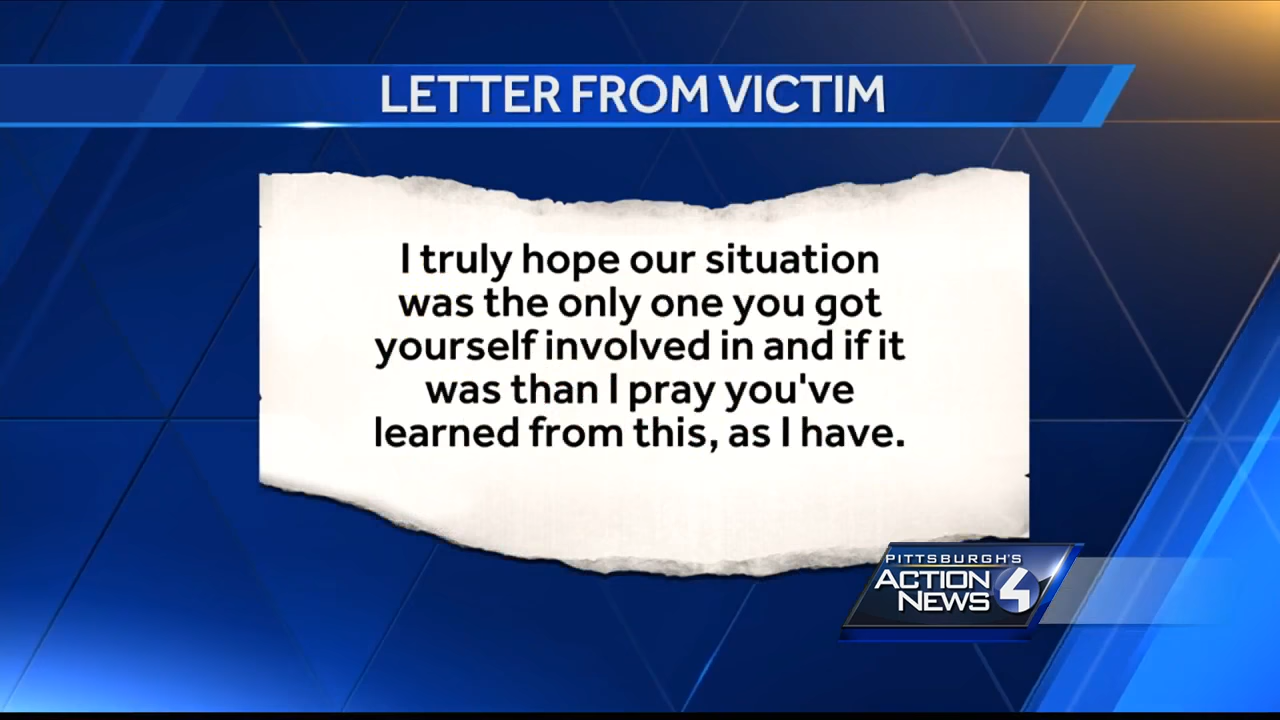 LETTER FROM VICTIM
I truly hope our situation
was the only one you got
yourself involved in and if it
was than I pray you've
learned from this, as I have.
PITTSBURGH'S
ACTION
NEWS 4